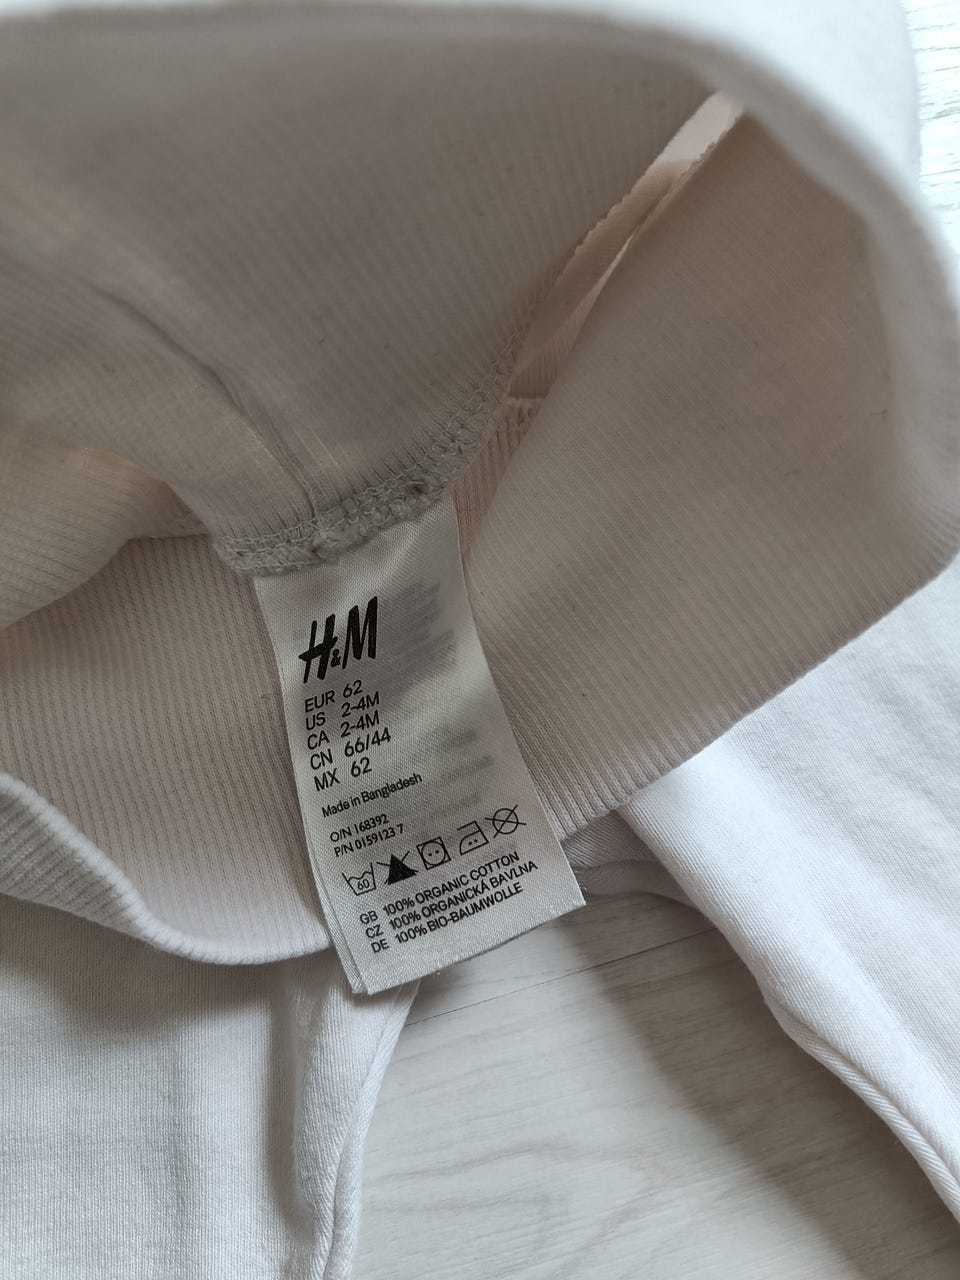 H&M
EUR 62
US 2-4M
CA 2-4M
CN 66/44
MX 62
Made in Bangladesh
O/N 168392
P/N 0159123 7
60
GB 100% ORGANIC COTTON
CZ 100% ORGANICKÁ BAVLNA
DE 100% BIO-BAUMWOLLE